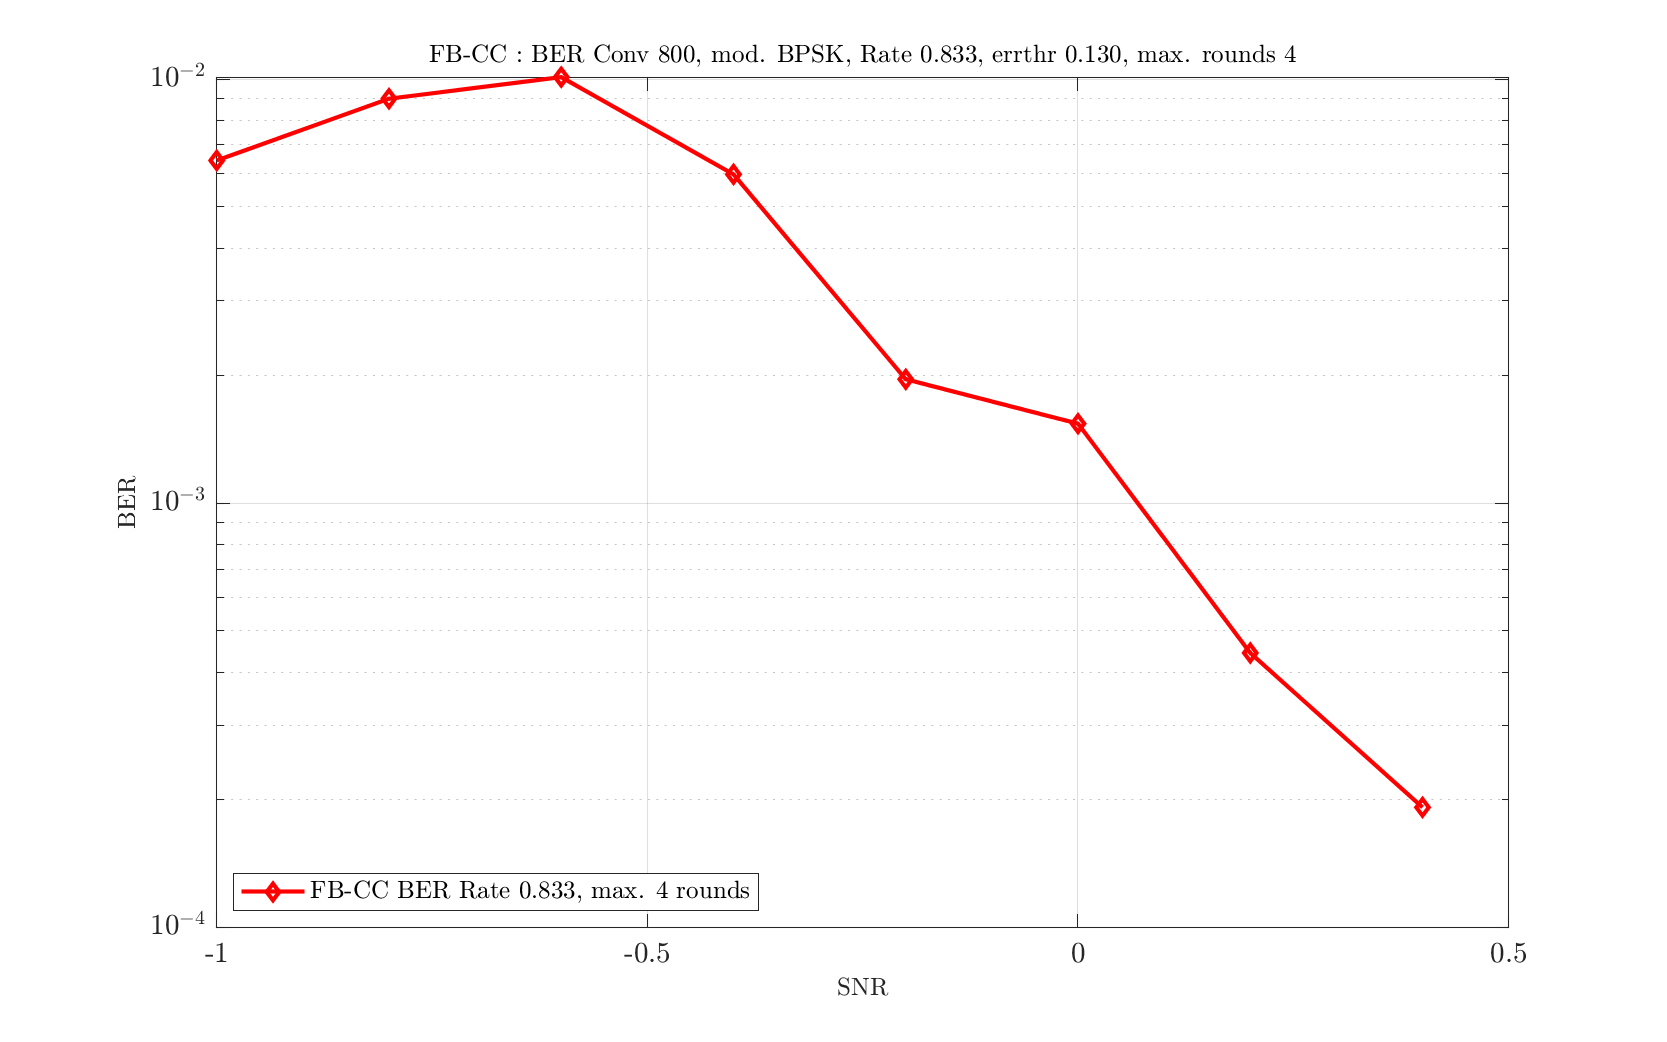 FB-CC : BER Conv 800, mod. BPSK, Rate 0.833, errthr 0.130, max. rounds 4
10^{-2}
10^{-3}
10^{-4}
BER
FB-CC BER Rate 0.833, max. 4 rounds
-1 -0.5 0 0.5
SNR